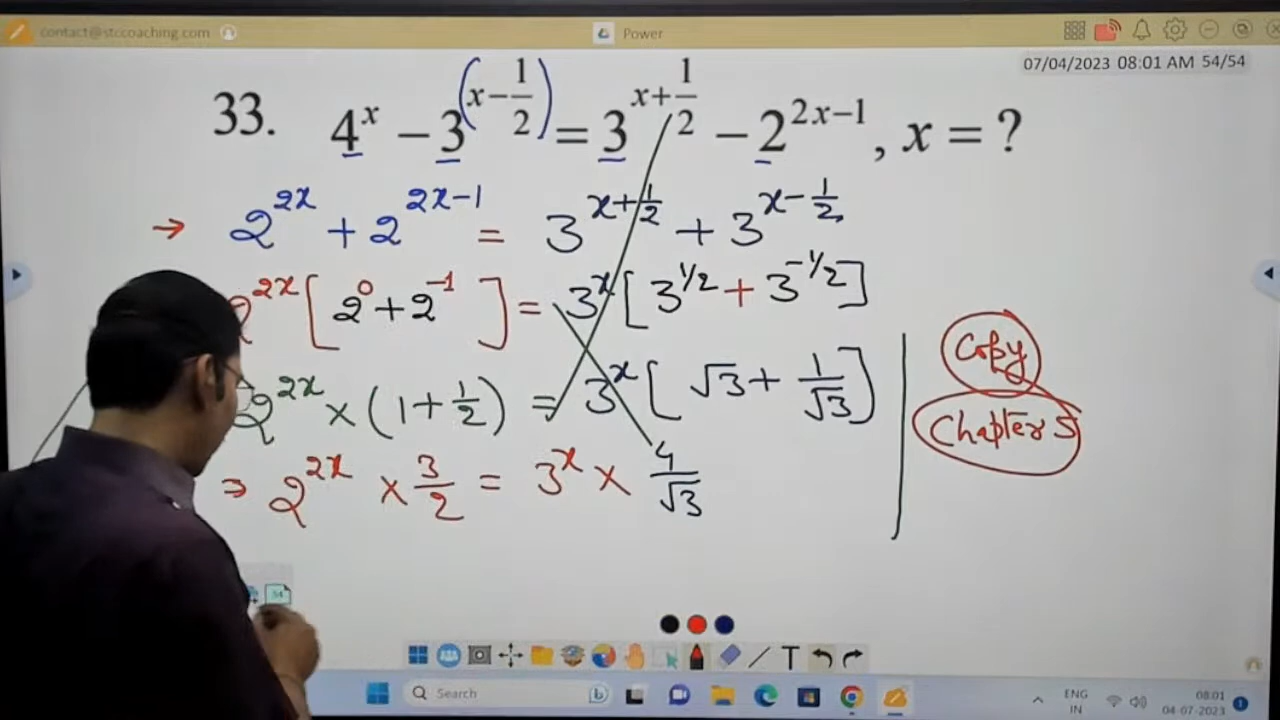 contact@stccoaching.com
Power
07/04/2023 08:01 AM 54/54
33. 4^x − 3^(x−1/2) = 3^x+1/2 − 2^2x−1, x = ?
→ 2^2x + 2^2x−1 = 3^x+1/2 + 3^x−1/2
2^2x [2^0 + 2^−1] = 3^x [3^1/2 + 3^−1/2]
2^2x × (1 + 1/2) = 3^x [√3 + 1/√3]
⇒ 2^2x × 3/2 = 3^x × 4/√3
Copy
Chapter 5
54
T
Search
ENG
IN
08:01
04-07-2023